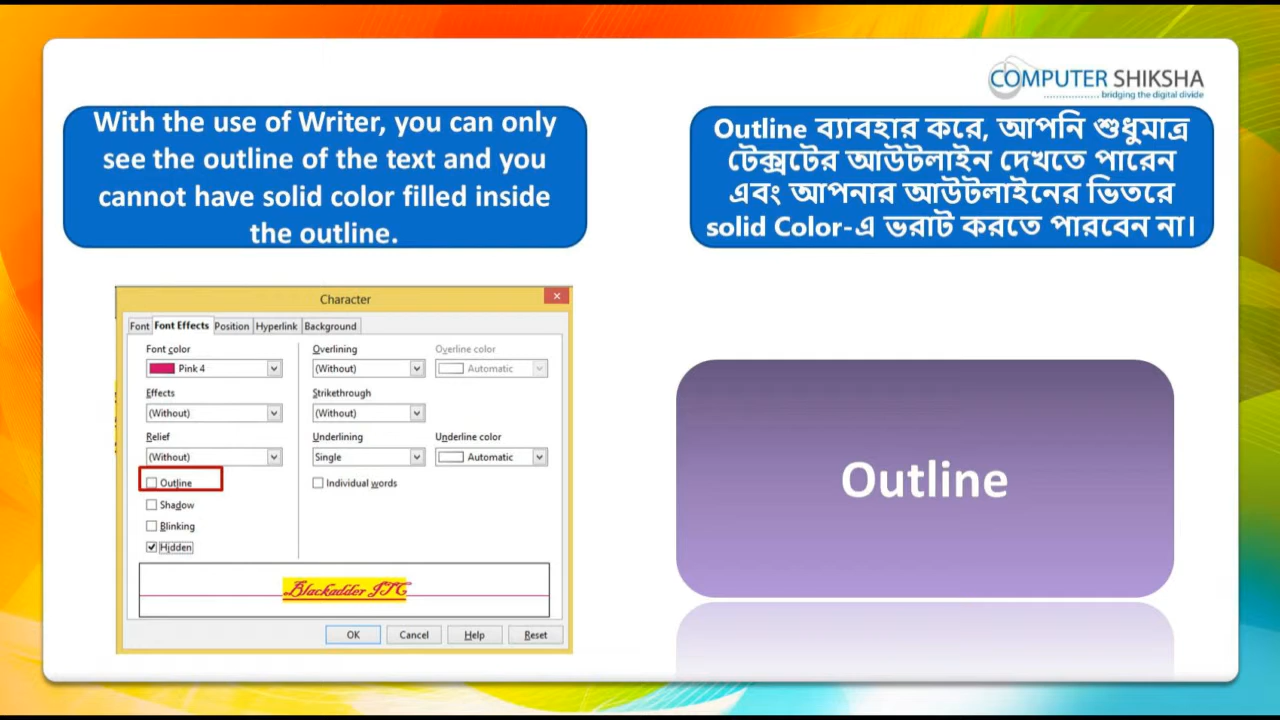 COMPUTER SHIKSHA
bridging the digital divide
With the use of Writer, you can only
see the outline of the text and you
cannot have solid color filled inside
the outline.
Outline ব্যাবহার করে, আপনি শুধুমাত্র
টেক্সটের আউটলাইন দেখতে পারেন
এবং আপনার আউটলাইনের ভিতরে
solid Color-এ ভরাট করতে পারবেন না।
Character
Font Font Effects Position Hyperlink Background
Font color Overlining Overline color
Pink 4 (Without) Automatic
Effects Strikethrough
(Without) (Without)
Relief Underlining Underline color
(Without) Single Automatic
Outline Individual words
Shadow
Blinking
Hidden
Blackadder ITC
OK Cancel Help Reset
Outline